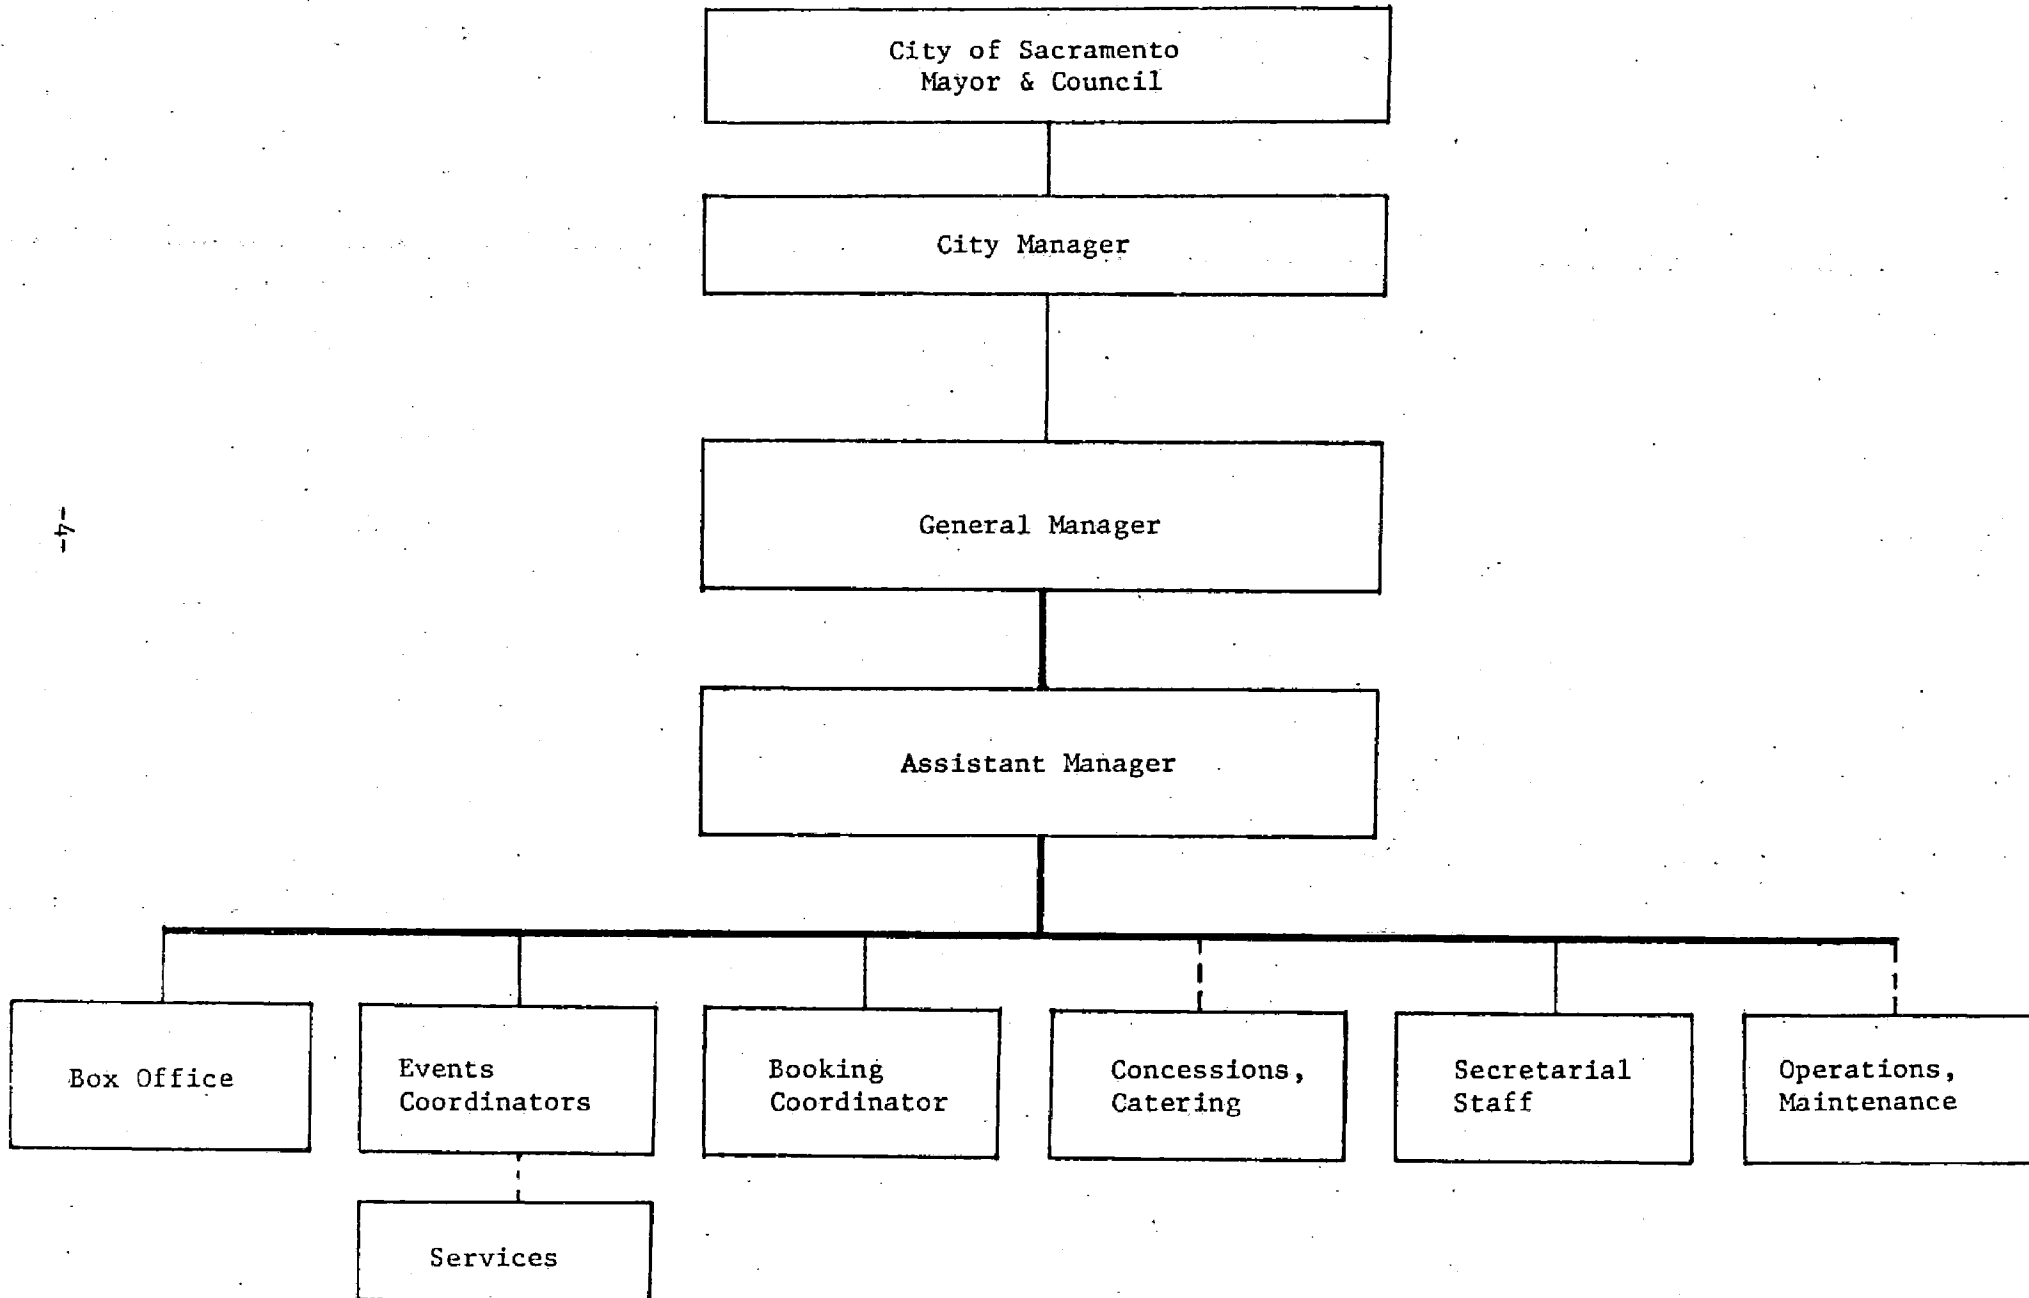 City of Sacramento
Mayor & Council
City Manager
General Manager
-4-
Assistant Manager
Box Office
Events
Coordinators
Booking
Coordinator
Concessions,
Catering
Secretarial
Staff
Operations,
Maintenance
Services